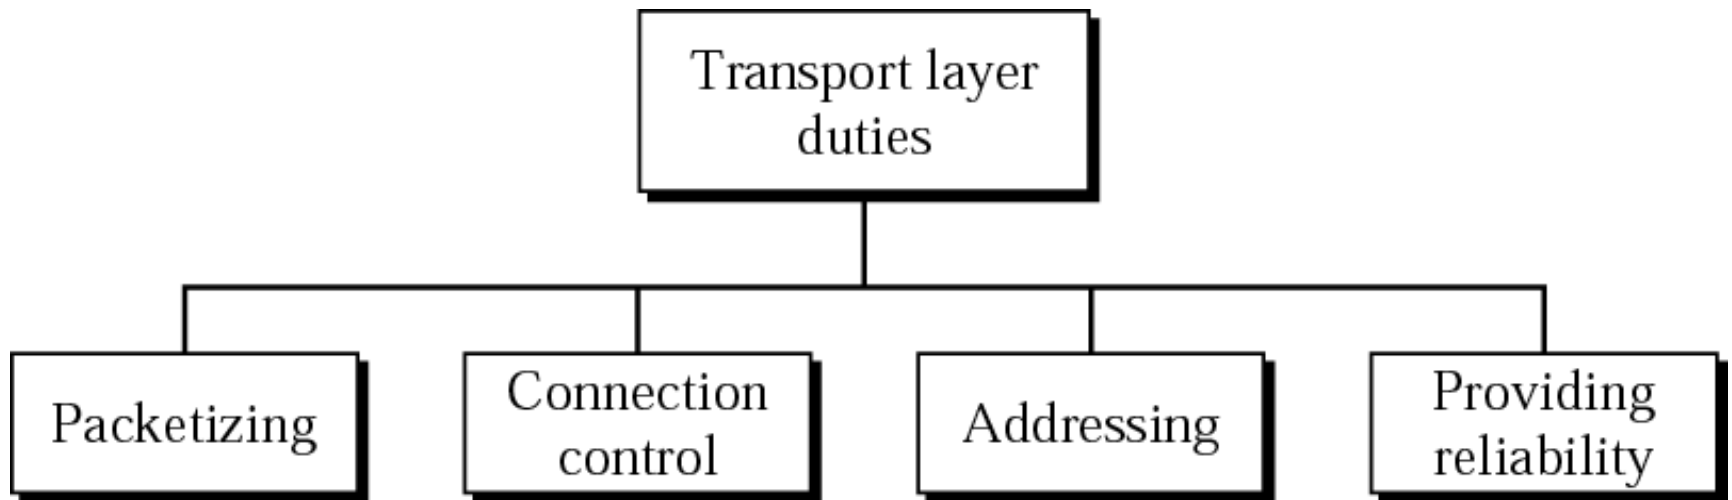 Transport layer
duties
Packetizing
Connection
control
Addressing
Providing
reliability